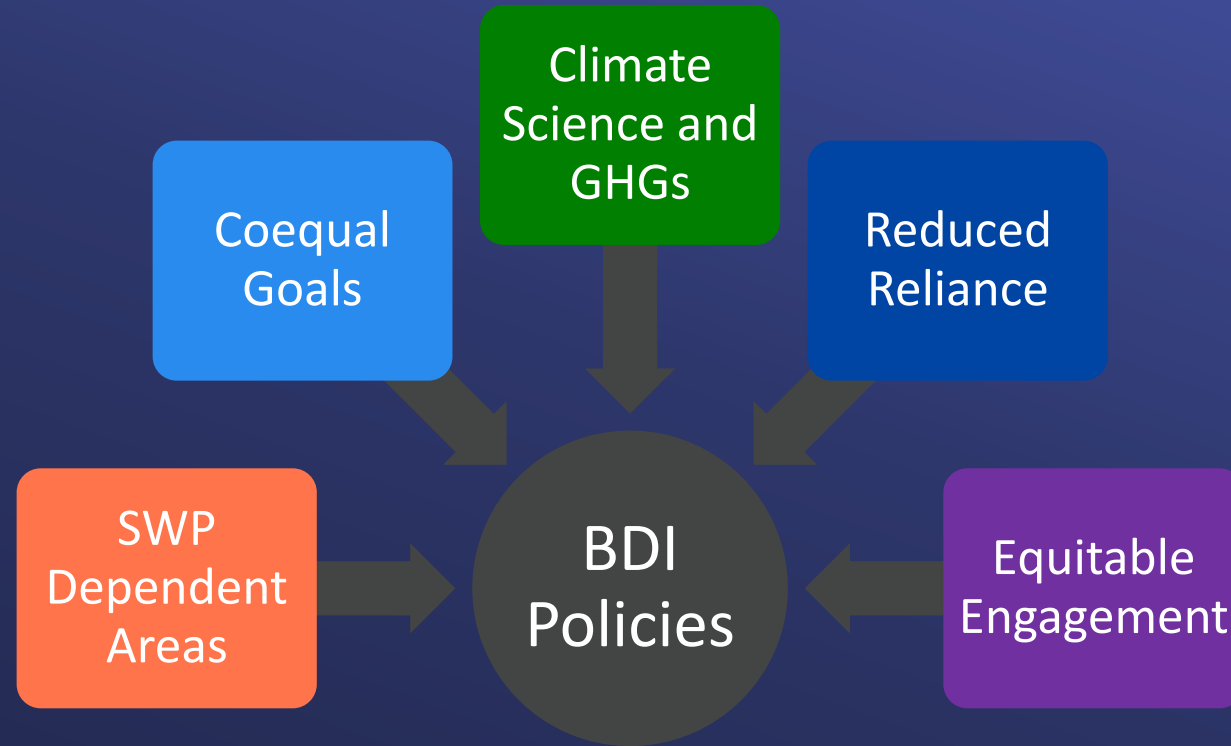 Climate
Science and
GHGs
Coequal
Goals
Reduced
Reliance
SWP
Dependent
Areas
BDI
Policies
Equitable
Engagement